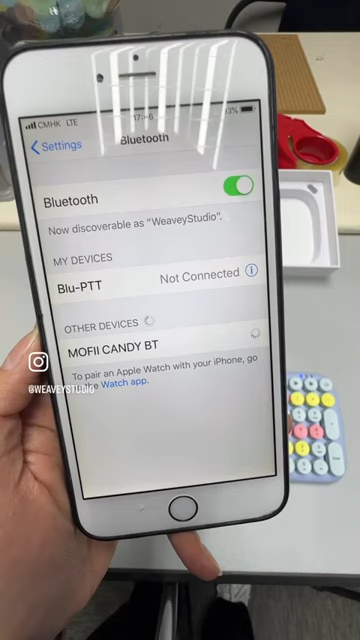 CMHK LTE 93%
Settings
Bluetooth
Bluetooth
Now discoverable as “WeaveyStudio”.
MY DEVICES
Blu-PTT Not Connected
OTHER DEVICES
MOFII CANDY BT
To pair an Apple Watch with your iPhone, go
Watch app.
@WEAVEYSTUDIO